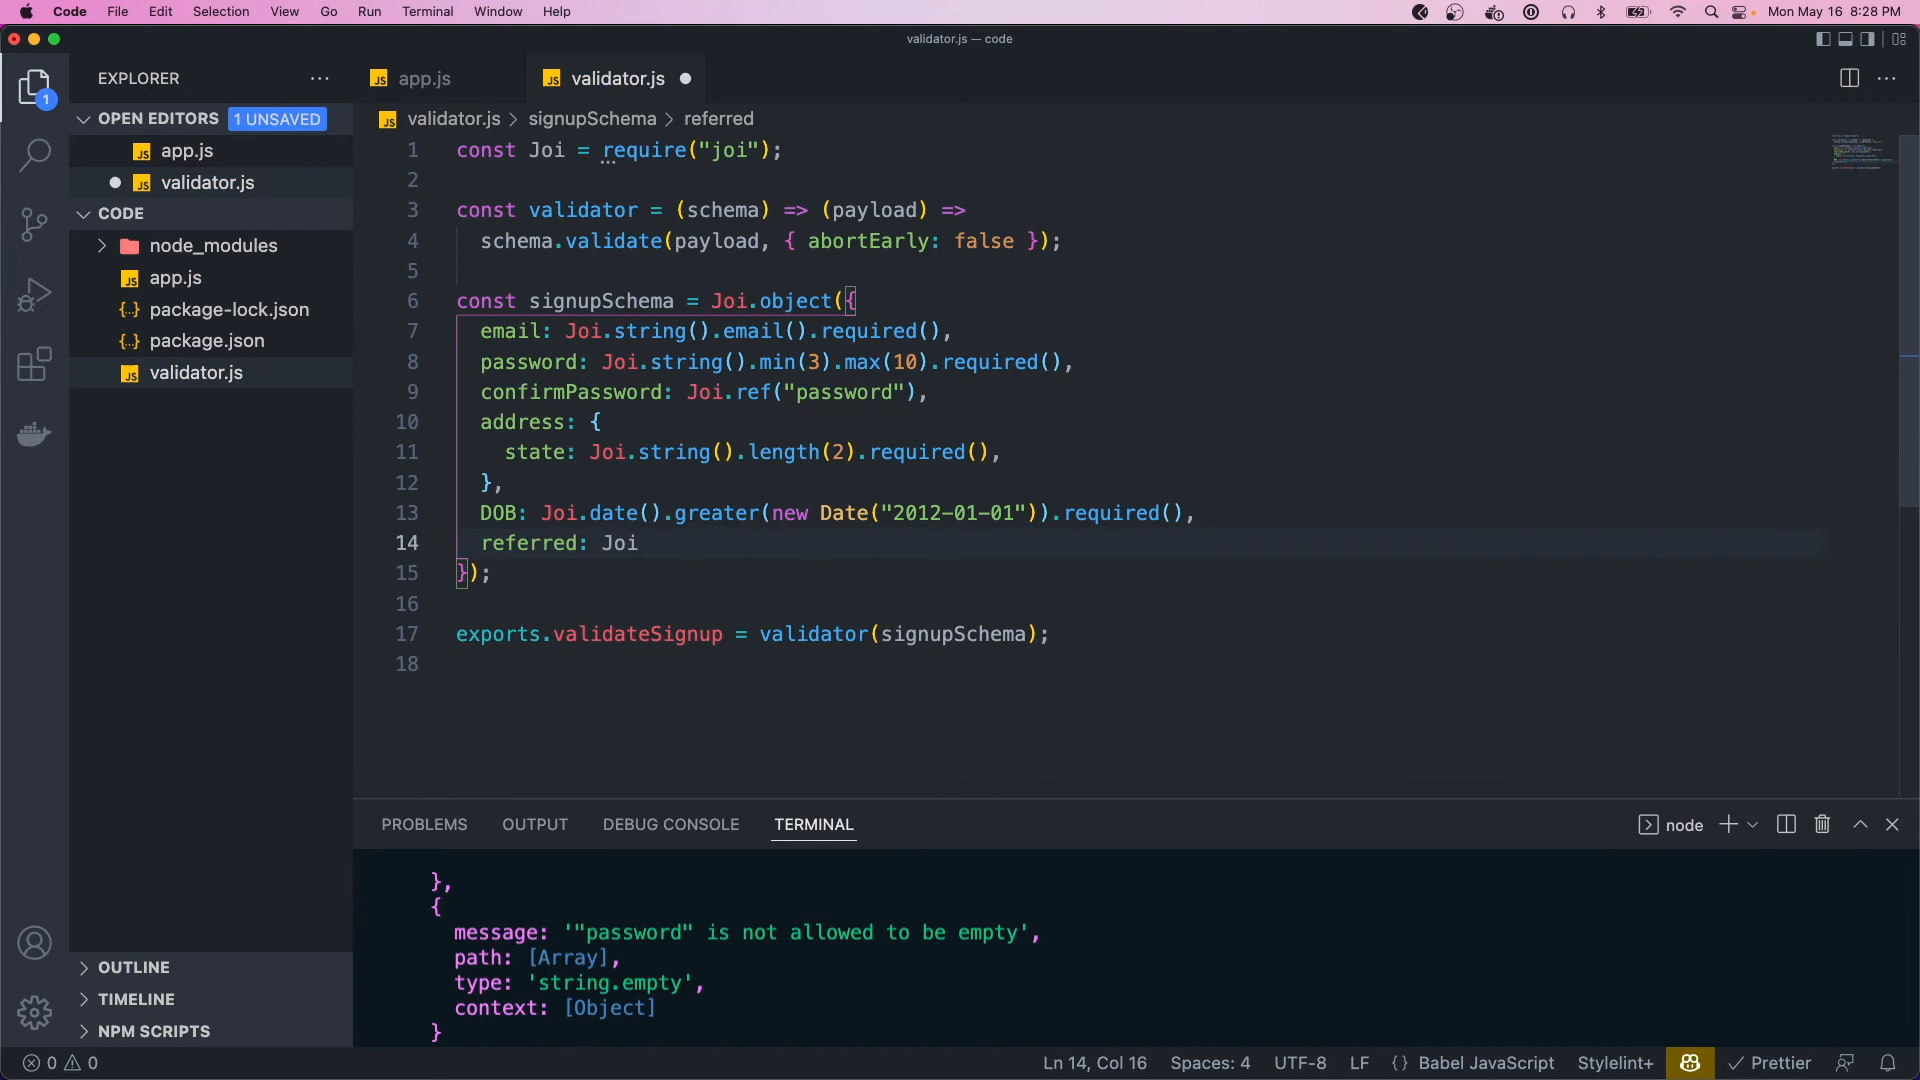 Code File Edit Selection View Go Run Terminal Window Help Mon May 16 8:28 PM
validator.js — code
EXPLORER
JS app.js
JS validator.js
OPEN EDITORS 1 UNSAVED
1
JS app.js
JS validator.js
CODE
node_modules
JS app.js
{..} package-lock.json
{..} package.json
JS validator.js
JS validator.js > signupSchema > referred
1 const Joi = require("joi");
2
3 const validator = (schema) => (payload) =>
4 schema.validate(payload, { abortEarly: false });
5
6 const signupSchema = Joi.object({
7 email: Joi.string().email().required(),
8 password: Joi.string().min(3).max(10).required(),
9 confirmPassword: Joi.ref("password"),
10 address: {
11 state: Joi.string().length(2).required(),
12 },
13 DOB: Joi.date().greater(new Date("2012-01-01")).required(),
14 referred: Joi
15 });
16
17 exports.validateSignup = validator(signupSchema);
18
PROBLEMS OUTPUT DEBUG CONSOLE TERMINAL node
},
{
message: '"password" is not allowed to be empty',
path: [Array],
type: 'string.empty',
context: [Object]
}
OUTLINE
TIMELINE
NPM SCRIPTS
0 0 Ln 14, Col 16 Spaces: 4 UTF-8 LF {} Babel JavaScript Stylelint+ Prettier